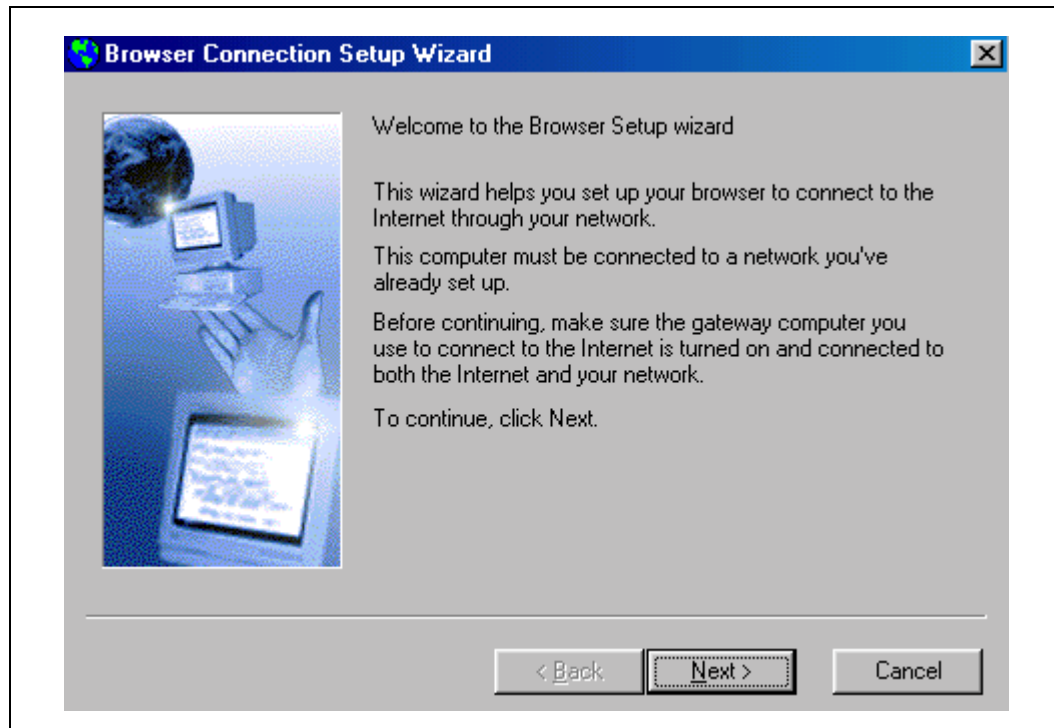 Browser Connection Setup Wizard
Welcome to the Browser Setup wizard
This wizard helps you set up your browser to connect to the
Internet through your network.
This computer must be connected to a network you've
already set up.
Before continuing, make sure the gateway computer you
use to connect to the Internet is turned on and connected to
both the Internet and your network.
To continue, click Next.
< Back
Next >
Cancel